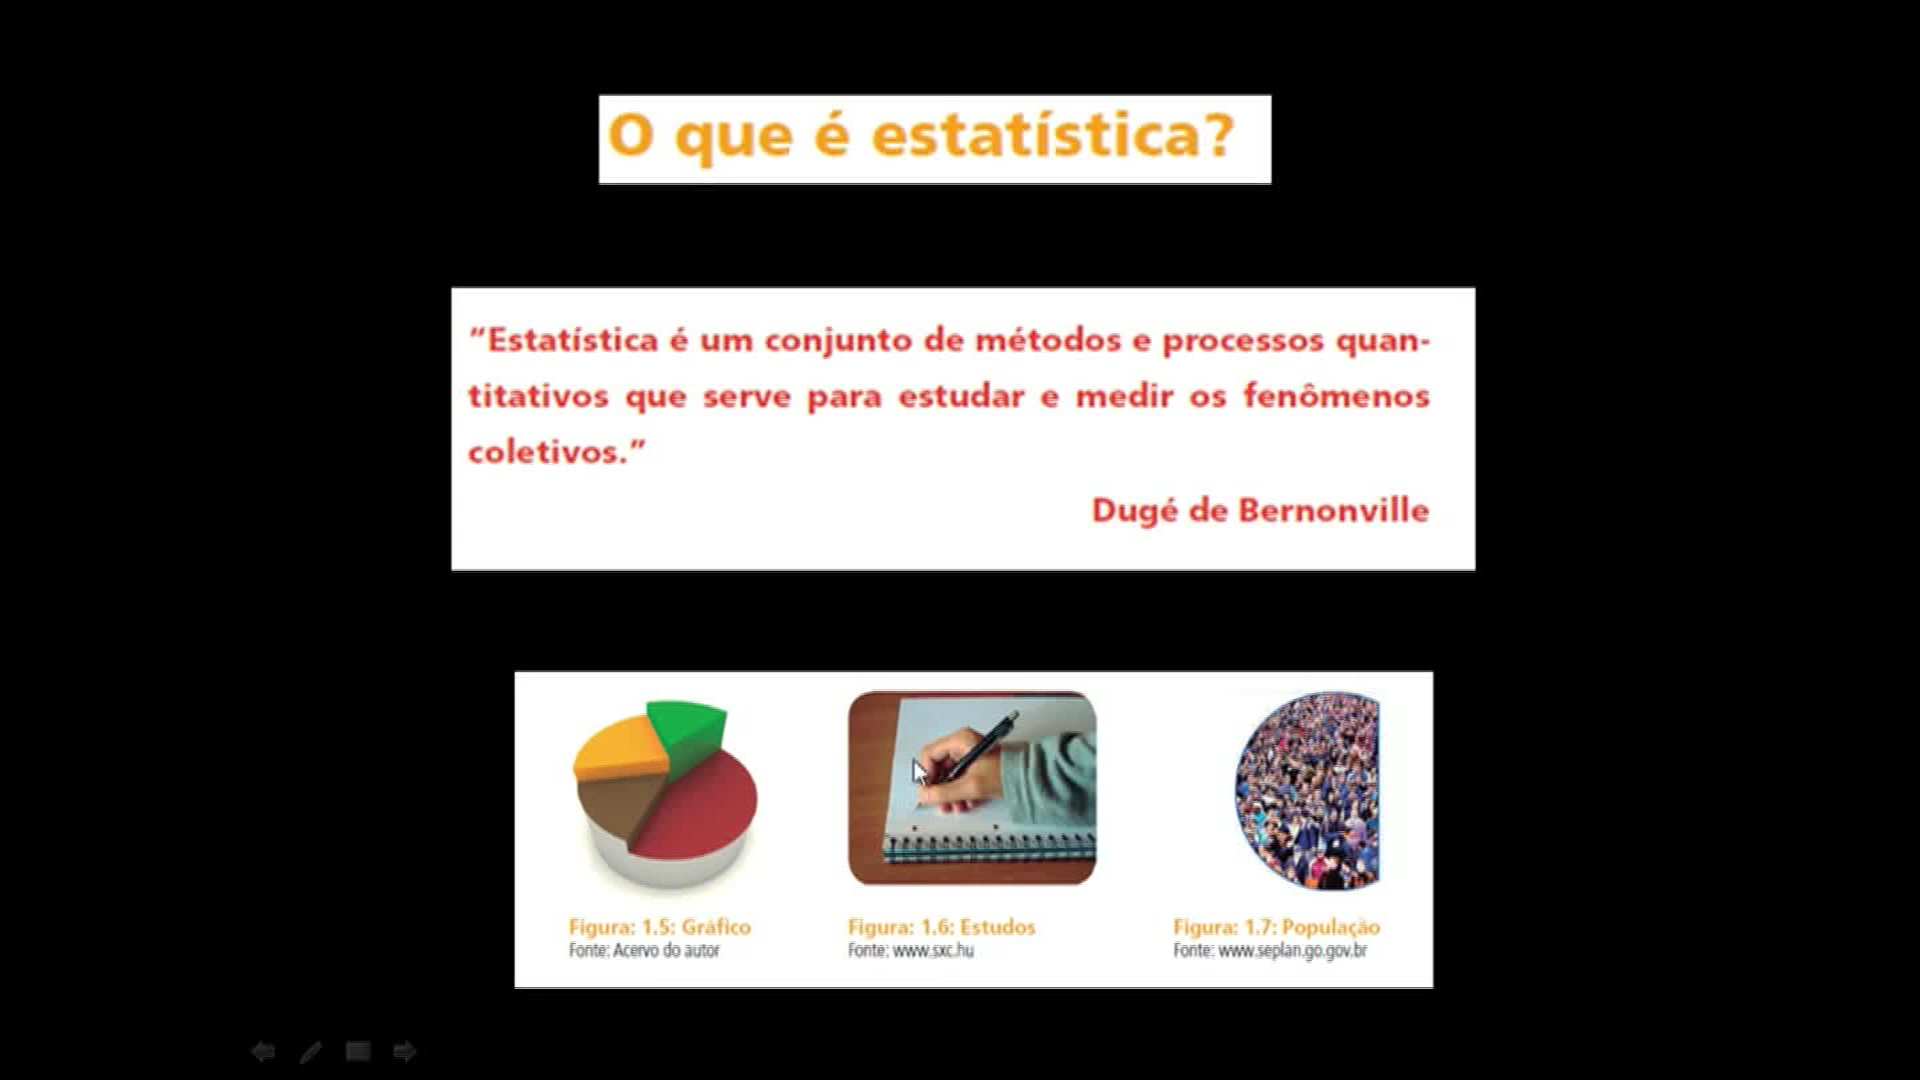 O que é estatística?
"Estatística é um conjunto de métodos e processos quan-
titativos que serve para estudar e medir os fenômenos
coletivos."
Dugé de Bernonville
Figura: 1.5: Gráfico
Fonte: Acervo do autor
Figura: 1.6: Estudos
Fonte: www.sxc.hu
Figura: 1.7: População
Fonte: www.seplan.go.gov.br